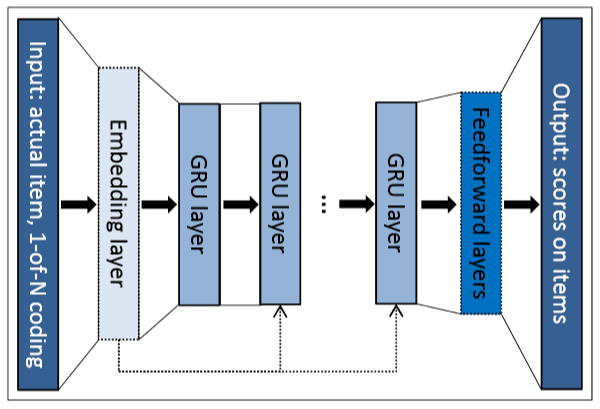 Input: actual item, 1-of-N coding
Embedding layer
GRU layer
GRU layer
...
GRU layer
Feedforward layers
Output: scores on items